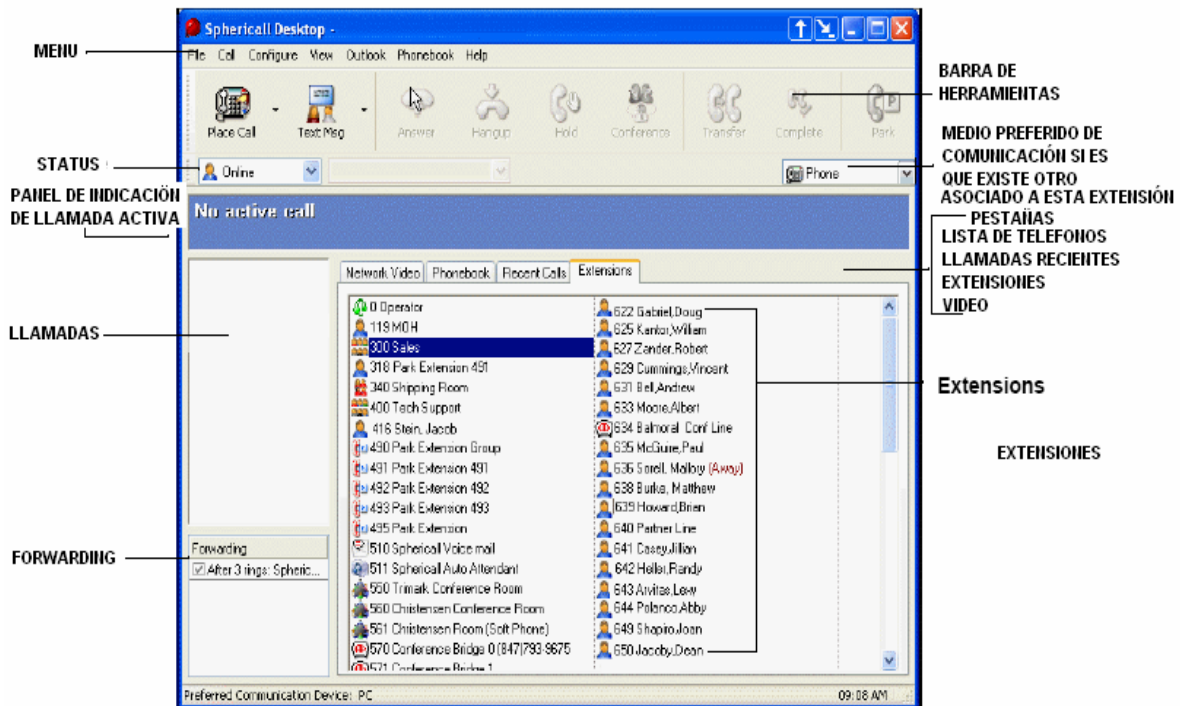 Sphericall Desktop -
MENU
File Call Configure View Outlook Phonebook Help
BARRA DE
HERRAMIENTAS
Place Call Text Msg Answer Hangup Hold Conference Transfer Complete Park
MEDIO PREFERIDO DE
COMUNICACIÓN SI ES
QUE EXISTE OTRO
ASOCIADO A ESTA EXTENSIÓN
STATUS
Online
Phone
PANEL DE INDICACIÓN
DE LLAMADA ACTIVA
No active call
PESTAÑAS
LISTA DE TELEFONOS
LLAMADAS RECIENTES
EXTENSIONES
VIDEO
Network Video Phonebook Recent Calls Extensions
LLAMADAS
0 Operator
119 MOH
300 Sales
318 Park Extension 491
340 Shipping Room
400 Tech Support
416 Stein, Jacob
490 Park Extension Group
491 Park Extension 491
492 Park Extension 492
493 Park Extension 493
495 Park Extension
510 Sphericall Voice mail
511 Sphericall Auto Attendant
550 Trimark Conference Room
560 Christensen Conference Room
561 Christensen Room (Soft Phone)
570 Conference Bridge 0 (847)793-9675
571 Conference Bridge 1
622 Gabriel,Doug
625 Kantor,William
627 Zander,Robert
629 Cummings,Vincent
631 Bell,Andrew
633 Moore,Albert
634 Balmoral Conf Line
635 McGuire,Paul
636 Sorell, Mallory (Away)
638 Burke, Matthew
639 Howard,Brien
640 Partner Line
641 Casey,Jillian
642 Heller,Randy
643 Arvitas,Lewy
644 Polanco,Abby
649 Shapiro,Joan
650 Jacoby,Dean
Extensions
EXTENSIONES
FORWARDING
Forwarding
After 3 rings: Spheric...
Preferred Communication Device: PC
09:08 AM